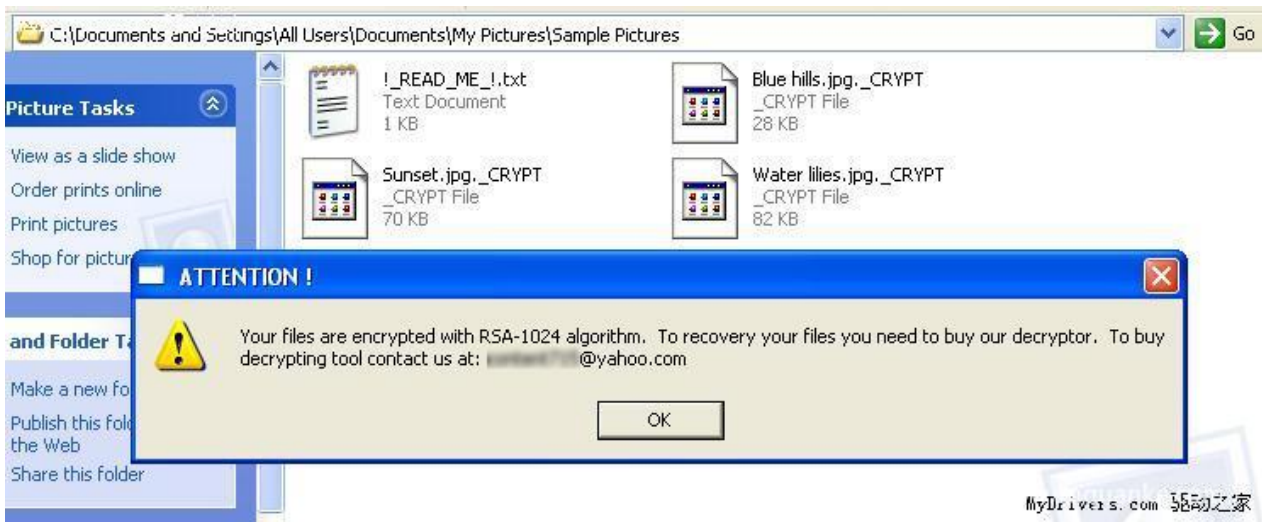 C:\Documents and Settings\All Users\Documents\My Pictures\Sample Pictures
Go
Picture Tasks
View as a slide show
Order prints online
Print pictures
Shop for pictur
and Folder Ta
Make a new fo
Publish this fold
the Web
Share this folder
!_READ_ME_!.txt
Text Document
1 KB
Blue hills.jpg._CRYPT
_CRYPT File
28 KB
Sunset.jpg._CRYPT
_CRYPT File
70 KB
Water lilies.jpg._CRYPT
_CRYPT File
82 KB
ATTENTION !
Your files are encrypted with RSA-1024 algorithm. To recovery your files you need to buy our decryptor. To buy
decrypting tool contact us at: @yahoo.com
OK
MyDrivers.com 驱动之家